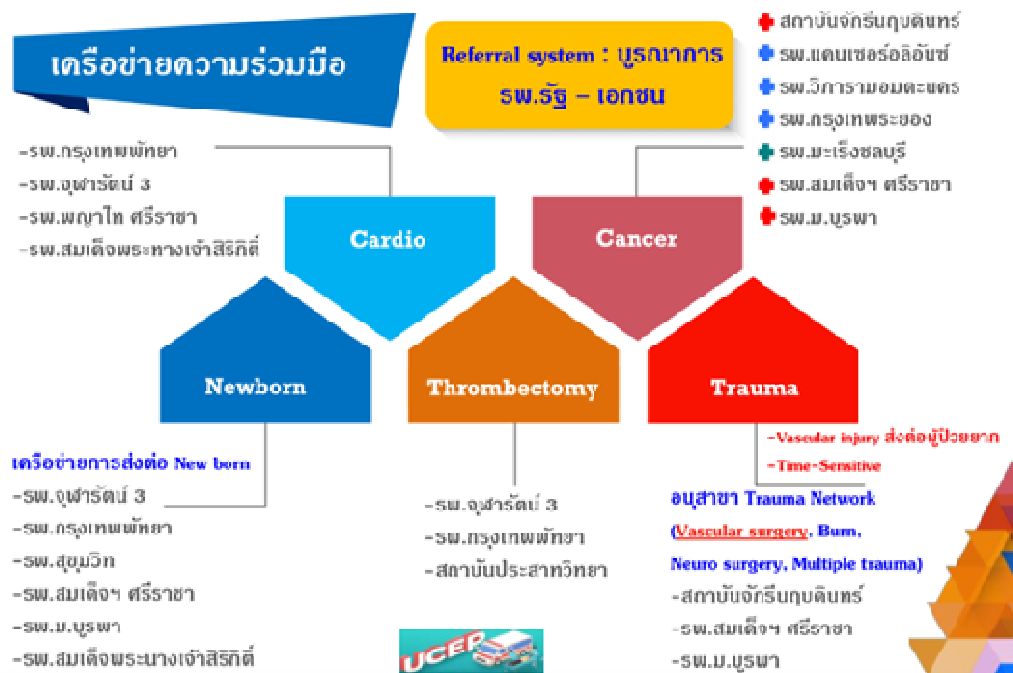 เครือข่ายความร่วมมือ
Referral system : บูรณาการ
รพ.รัฐ – เอกชน
สถาบันจักรีนฤบดินทร์
รพ.แคนเซอร์อลิอันซ์
รพ.วิภารามอมตะนคร
รพ.กรุงเทพระยอง
รพ.มะเร็งชลบุรี
รพ.สมเด็จฯ ศรีราชา
รพ.ม.บูรพา
-รพ.กรุงเทพพัทยา
-รพ.จุฬารัตน์ 3
-รพ.พญาไท ศรีราชา
-รพ.สมเด็จพระนางเจ้าสิริกิติ์
Cardio
Cancer
Newborn
Thrombectomy
Trauma
เครือข่ายการส่งต่อ New born
-รพ.จุฬารัตน์ 3
-รพ.กรุงเทพพัทยา
-รพ.สุขุมวิท
-รพ.สมเด็จฯ ศรีราชา
-รพ.ม.บูรพา
-รพ.สมเด็จพระนางเจ้าสิริกิติ์
-รพ.จุฬารัตน์ 3
-รพ.กรุงเทพพัทยา
-สถาบันประสาทวิทยา
UCEP
-Vascular injury ส่งต่อผู้ป่วยยาก
-Time-Sensitive
อนุสาขา Trauma Network
(Vascular surgery, Burn,
Neuro surgery, Multiple trauma)
-สถาบันจักรีนฤบดินทร์
-รพ.สมเด็จฯ ศรีราชา
-รพ.ม.บูรพา